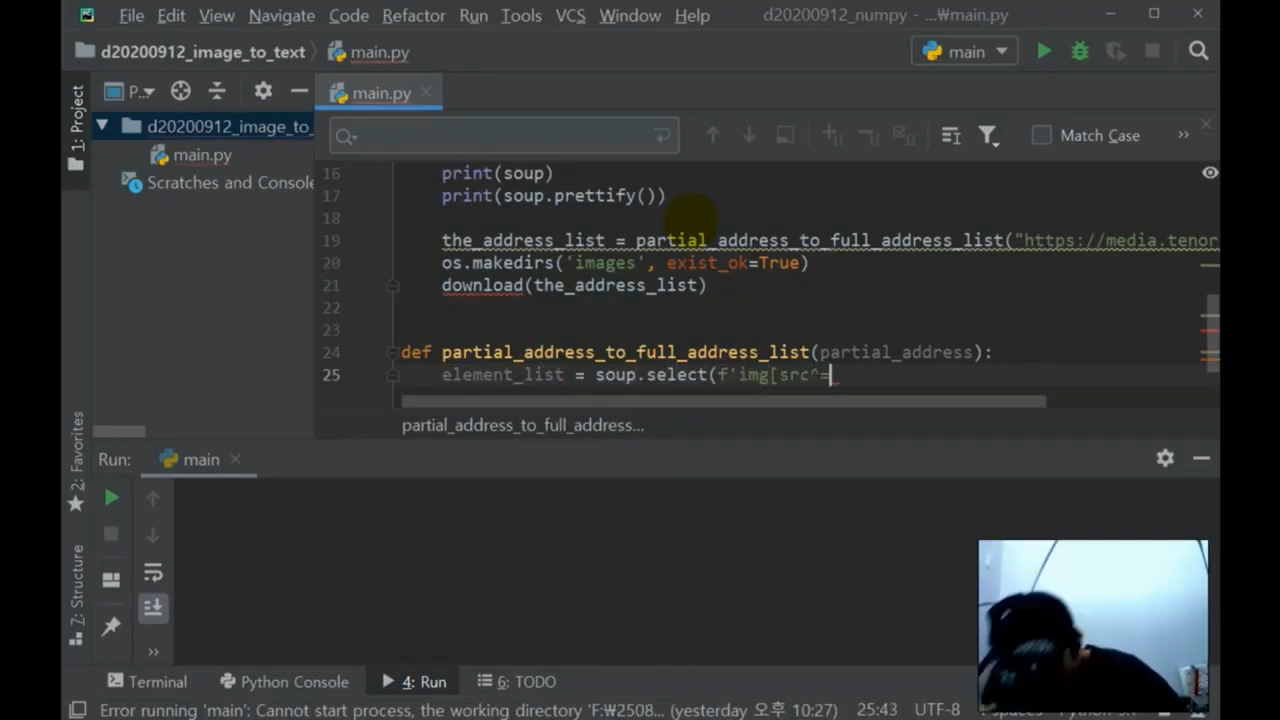 File Edit View Navigate Code Refactor Run Tools VCS Window Help d20200912_numpy - ...₩main.py
d20200912_image_to_text main.py main
1: Project P... main.py
d20200912_image_to_ Match Case
main.py
Scratches and Console
16 print(soup)
17 print(soup.prettify())
18
19 the_address_list = partial_address_to_full_address_list("https://media.tenor
20 os.makedirs('images', exist_ok=True)
21 download(the_address_list)
22
23
24 def partial_address_to_full_address_list(partial_address):
25 element_list = soup.select(f'img[src^=
partial_address_to_full_address...
2: Favorites
Run: main
7: Structure
Terminal Python Console 4: Run 6: TODO
Error running 'main': Cannot start process, the working directory 'F:₩2508... (yesterday 오후 10:27) 25:43 UTF-8